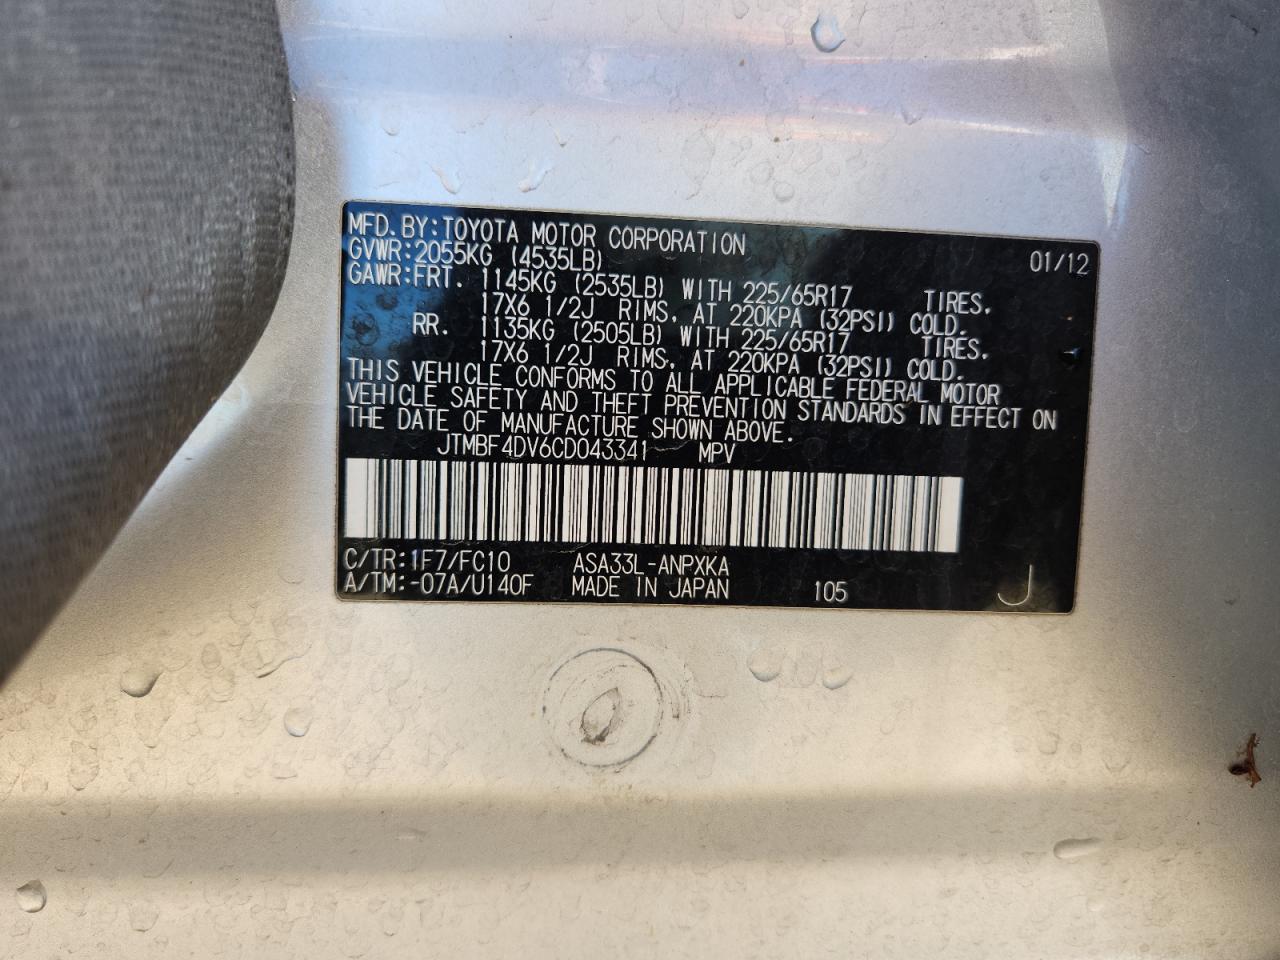 MFD. BY:TOYOTA MOTOR CORPORATION 01/12
GVWR:2055KG (4535LB)
GAWR:FRT. 1145KG (2535LB) WITH 225/65R17 TIRES.
17X6 1/2J RIMS, AT 220KPA (32PSI) COLD.
RR. 1135KG (2505LB) WITH 225/65R17 TIRES.
17X6 1/2J RIMS, AT 220KPA (32PSI) COLD.
THIS VEHICLE CONFORMS TO ALL APPLICABLE FEDERAL MOTOR
VEHICLE SAFETY AND THEFT PREVENTION STANDARDS IN EFFECT ON
THE DATE OF MANUFACTURE SHOWN ABOVE.
JTMBF4DV6CD043341 MPV
C/TR:1F7/FC10 ASA33L-ANPXKA
A/TM:-07A/U140F MADE IN JAPAN 105 J